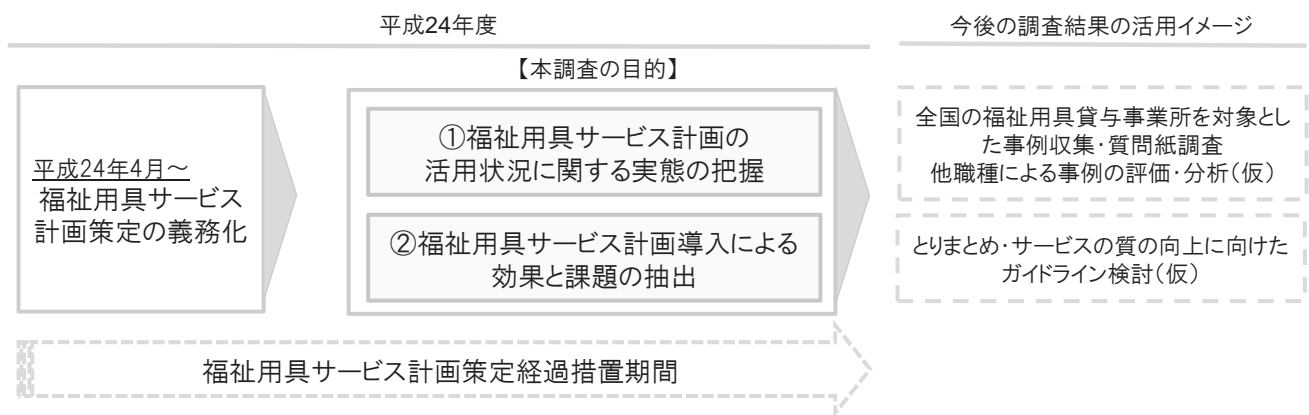 平成24年度
今後の調査結果の活用イメージ
【本調査の目的】
平成24年4月～
福祉用具サービス
計画策定の義務化
①福祉用具サービス計画の
活用状況に関する実態の把握
②福祉用具サービス計画導入による
効果と課題の抽出
全国の福祉用具貸与事業所を対象とし
た事例収集・質問紙調査
他職種による事例の評価・分析(仮)
とりまとめ・サービスの質の向上に向けた
ガイドライン検討(仮)
福祉用具サービス計画策定経過措置期間